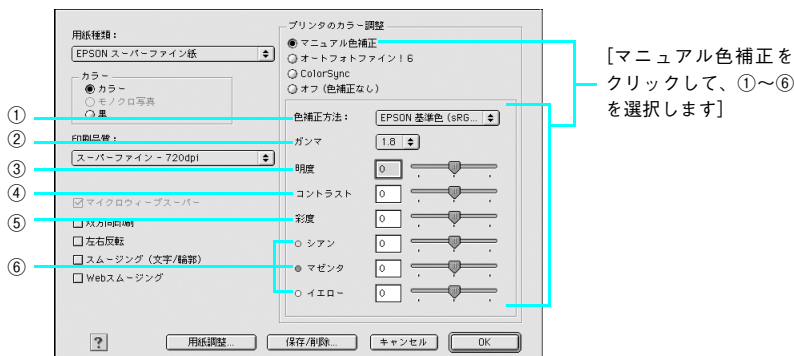 用紙種類：
EPSON スーパーファイン紙
カラー
カラー
モノクロ写真
黒
印刷品質：
スーパーファイン - 720dpi
マイクロウィーブスーパー
双方向印刷
左右反転
スムージング (文字/輪郭)
Webスムージング
プリンタのカラー調整
マニュアル色補正
オートフォトファイン！6
ColorSync
オフ (色補正なし)
① 色補正方法： EPSON 基準色 (sRG...
② ガンマ 1.8
③ 明度 0
④ コントラスト 0
⑤ 彩度 0
シアン 0
⑥ マゼンタ 0
イエロー 0
? 用紙調整... 保存/削除... キャンセル OK
[マニュアル色補正を
クリックして、①〜⑥
を選択します]